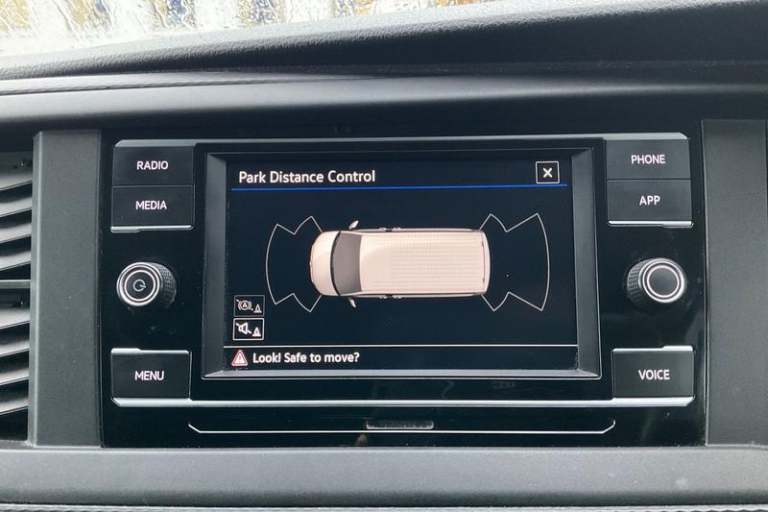 RADIO
MEDIA
MENU
Park Distance Control
Look! Safe to move?
PHONE
APP
VOICE